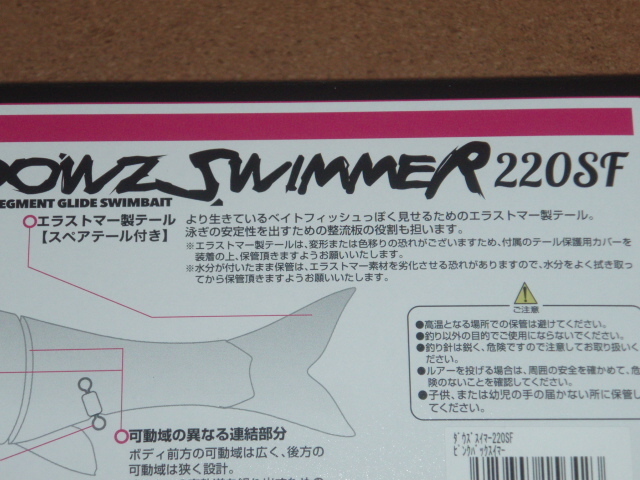 DOWZ SWIMMER 220SF
EGMENT GLIDE SWIMBAIT
エラストマー製テール
【スペアテール付き】
より生きているベイトフィッシュっぽく見せるためのエラストマー製テール。
泳ぎの安定性を出すための整流板の役割も担います。
※エラストマー製テールは、変形または色移りの恐れがございますため、付属のテール保護用カバーを
装着の上、保管頂きますようお願いいたします。
※水分が付いたまま保管は、エラストマー素材を劣化させる恐れがありますので、水分をよく拭き取っ
てから保管頂きますようお願いいたします。
ご注意
●高温となる場所での保管は避けてください。
●釣り以外の目的でご使用にならないでください。
●釣り針は鋭く、危険ですので注意してお取り扱いく
ださい。
●ルアーを投げる場合は、周囲の安全を確かめて、危
険のないことを確認してください。
●子供、または幼児の手の届かない所に保管し
てください。
可動域の異なる連結部分
ボディ前方の可動域は広く、後方の
可動域は狭く設計。
ﾀﾞｳｽﾞｽｲﾏｰ220SF
ﾋﾟﾝｸﾊﾞｯｸｽｲﾏｰ